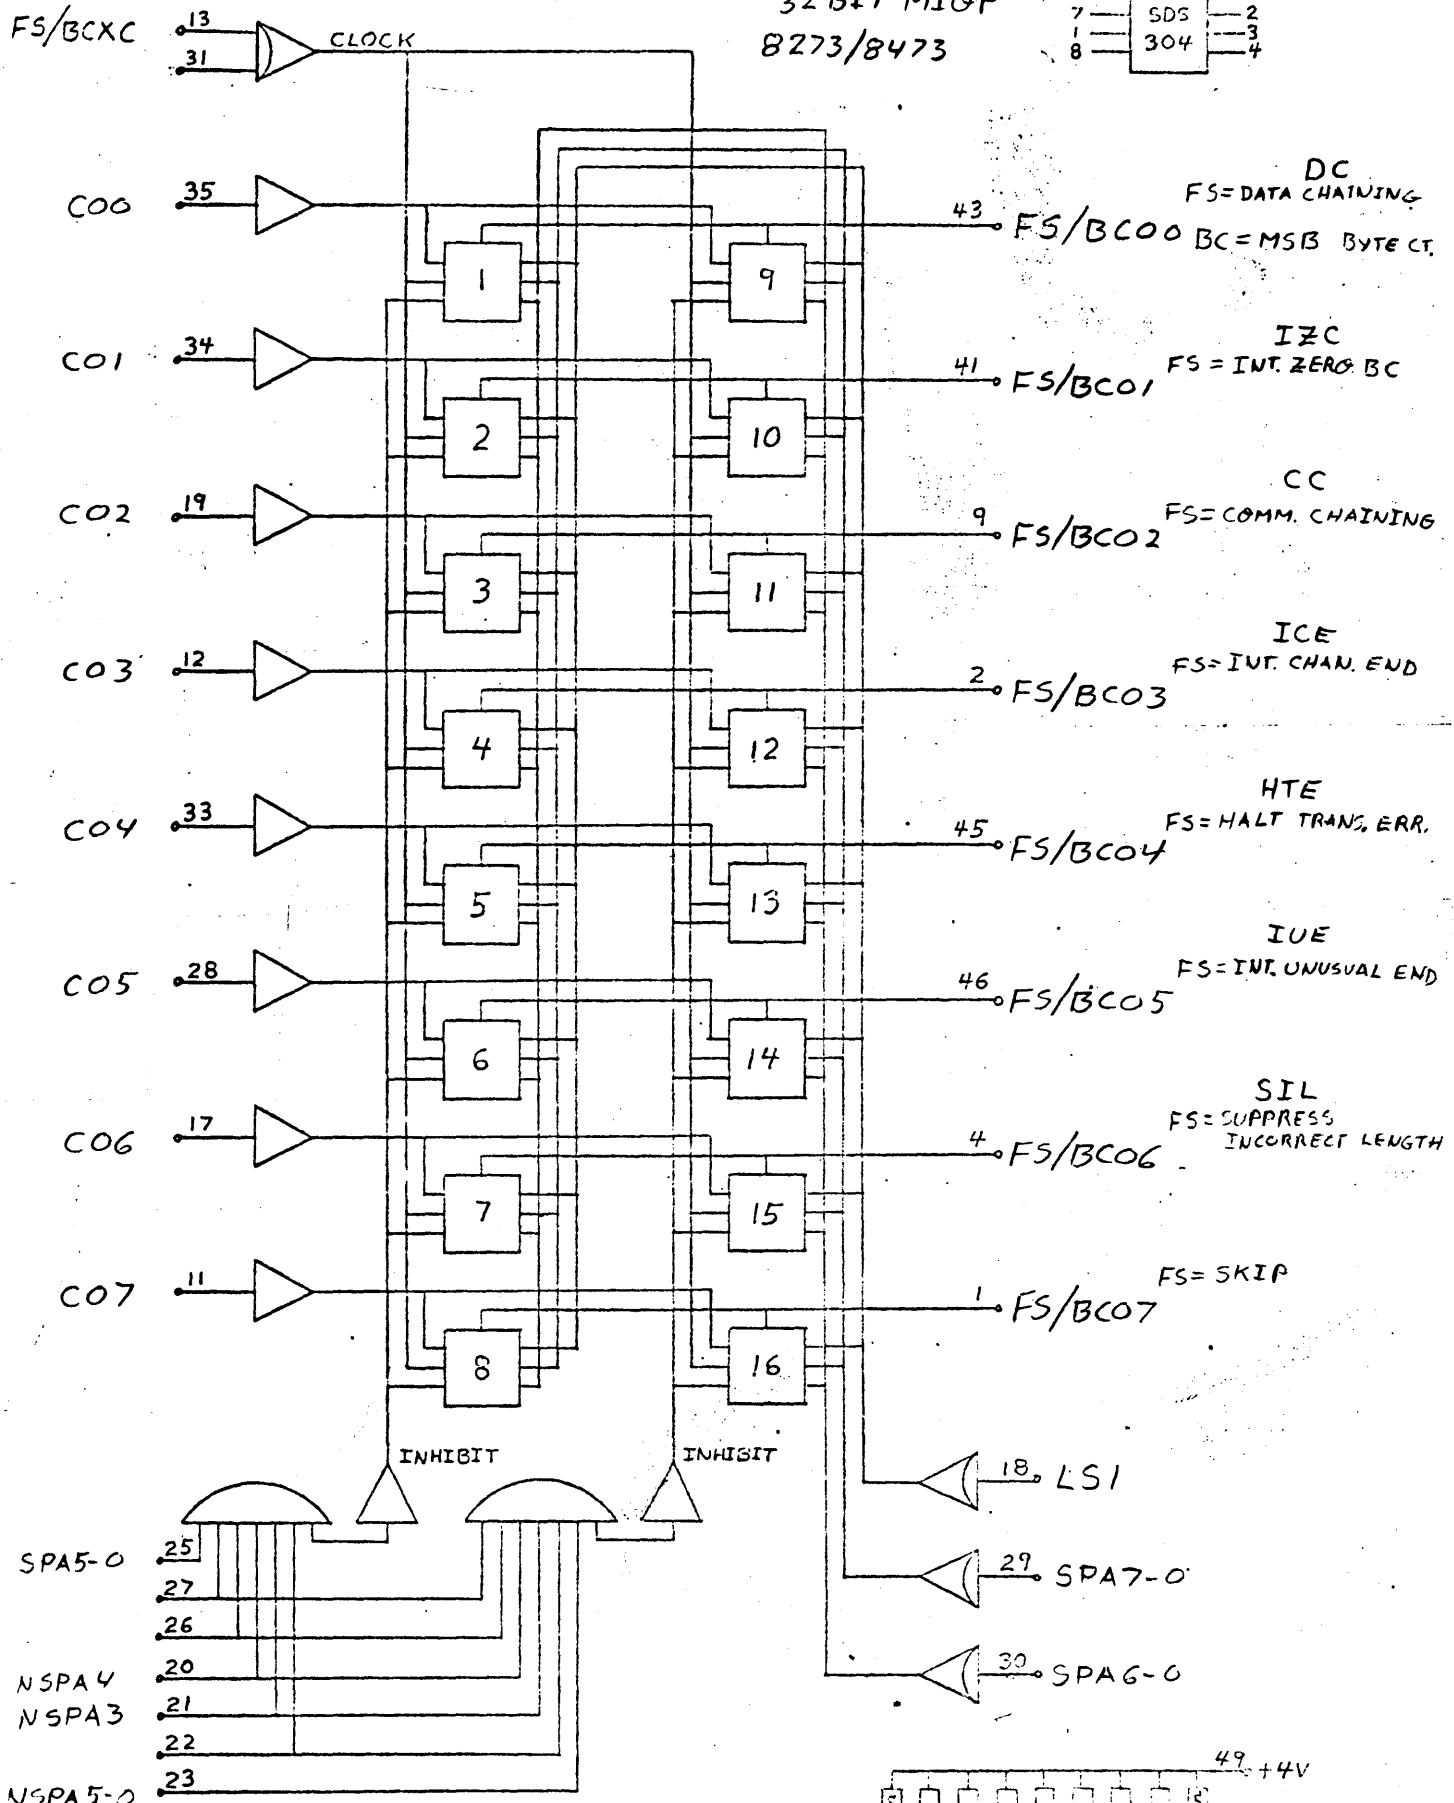 FS/BCXC 13
31
CLOCK
8273/8473
7 SDS 2
1 3
8 304 4
C00 35
1 9
43 FS/BC00
DC
FS=DATA CHAINING
BC=MSB BYTE CT.
C01 34
2 10
41 FS/BC01
IZC
FS=INT. ZERO BC
C02 19
3 11
9 FS/BC02
CC
FS=COMM. CHAINING
C03 12
4 12
2 FS/BC03
ICE
FS=INT. CHAN. END
C04 33
5 13
45 FS/BC04
HTE
FS=HALT TRANS. ERR.
C05 28
6 14
46 FS/BC05
IUE
FS=INT. UNUSUAL END
C06 17
7 15
4 FS/BC06
SIL
FS=SUPPRESS
INCORRECT LENGTH
C07 11
8 16
1 FS/BC07
FS=SKIP
INHIBIT INHIBIT
18 LS1
SPA5-0 25
27
29 SPA7-0
26
NSPA4 20
30 SPA6-0
NSPA3 21
22
NSPA5-0 23
49 +4V